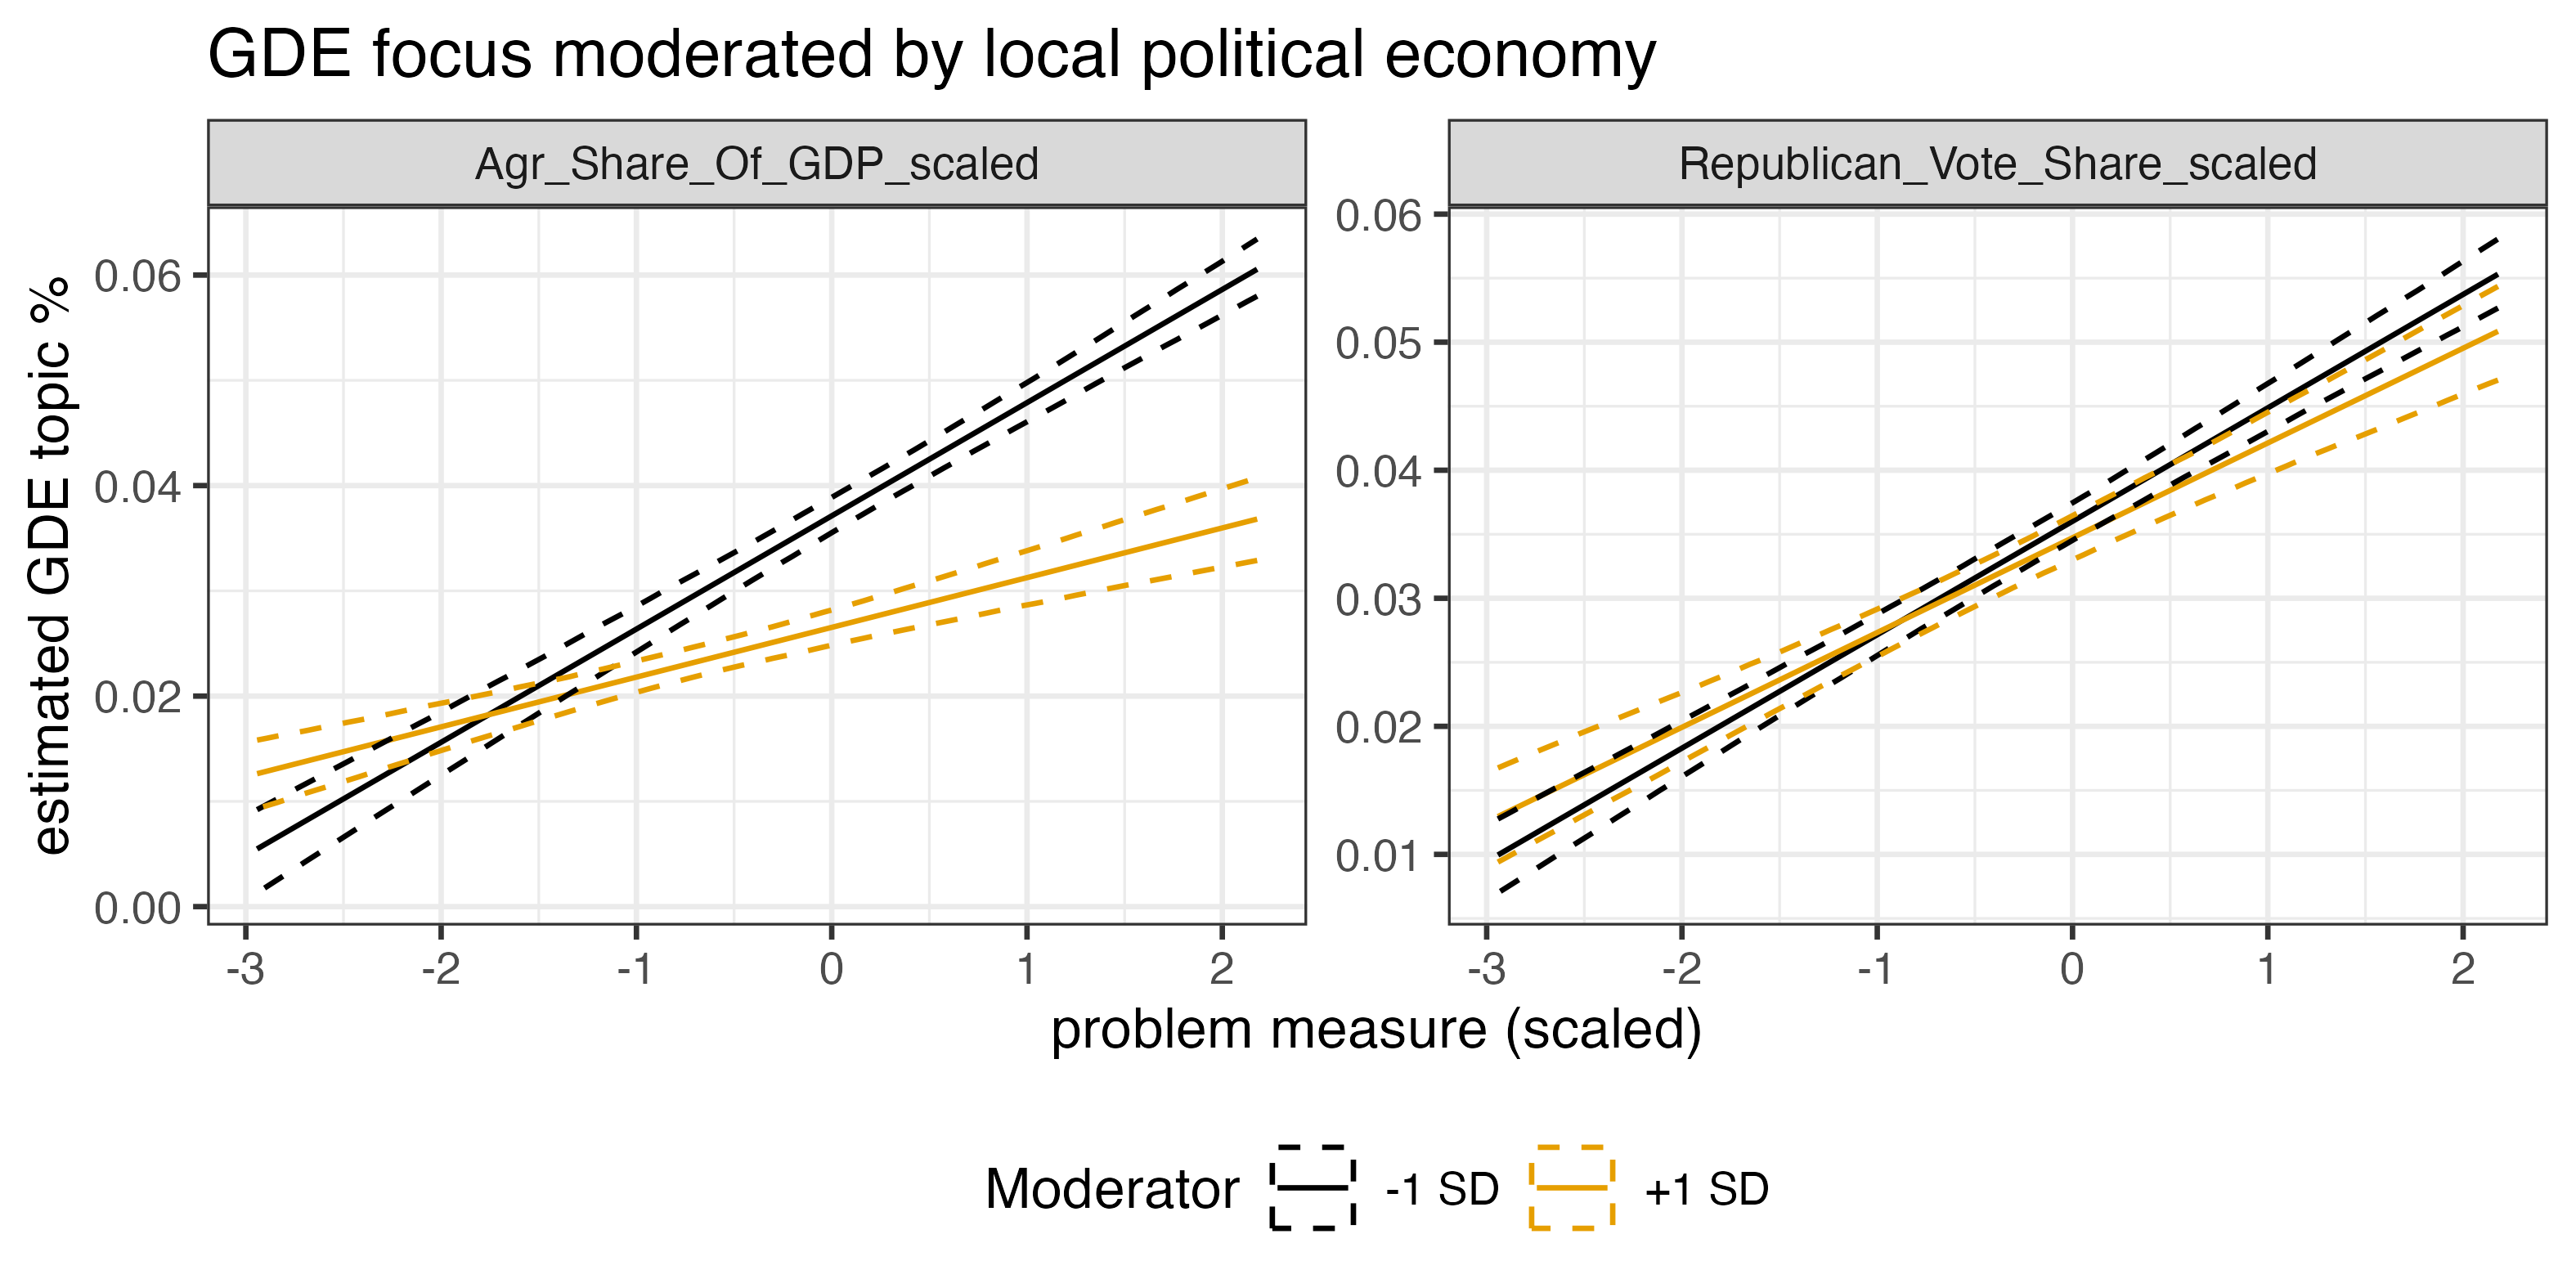 GDE focus moderated by local political economy
Agr_Share_Of_GDP_scaled
Republican_Vote_Share_scaled
estimated GDE topic %
0.06
0.04
0.02
0.00
0.06
0.05
0.04
0.03
0.02
0.01
-3 -2 -1 0 1 2
-3 -2 -1 0 1 2
problem measure (scaled)
Moderator -1 SD +1 SD